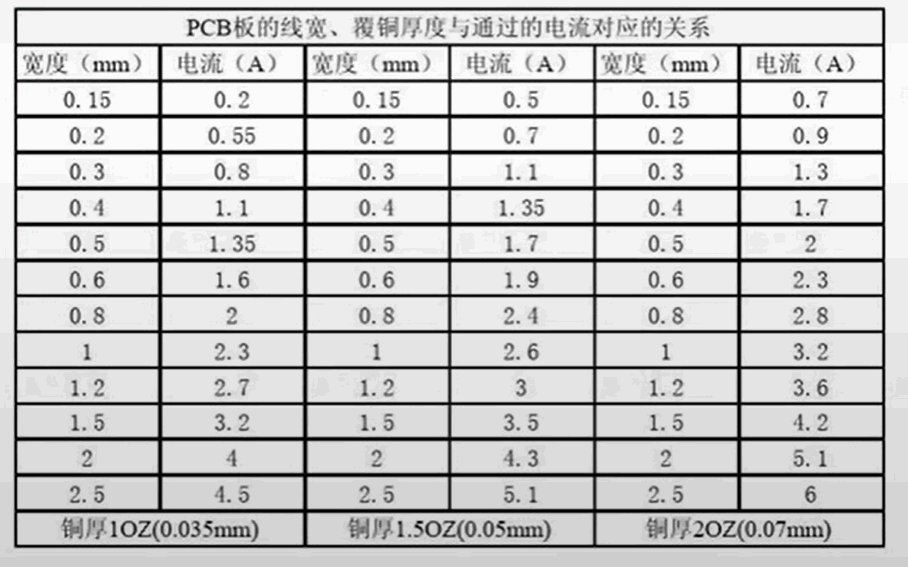 PCB板的线宽、覆铜厚度与通过的电流对应的关系
宽度（mm） 电流（A） 宽度（mm） 电流（A） 宽度（mm） 电流（A）
0.15 0.2 0.15 0.5 0.15 0.7
0.2 0.55 0.2 0.7 0.2 0.9
0.3 0.8 0.3 1.1 0.3 1.3
0.4 1.1 0.4 1.35 0.4 1.7
0.5 1.35 0.5 1.7 0.5 2
0.6 1.6 0.6 1.9 0.6 2.3
0.8 2 0.8 2.4 0.8 2.8
1 2.3 1 2.6 1 3.2
1.2 2.7 1.2 3 1.2 3.6
1.5 3.2 1.5 3.5 1.5 4.2
2 4 2 4.3 2 5.1
2.5 4.5 2.5 5.1 2.5 6
铜厚1OZ(0.035mm) 铜厚1.5OZ(0.05mm) 铜厚2OZ(0.07mm)